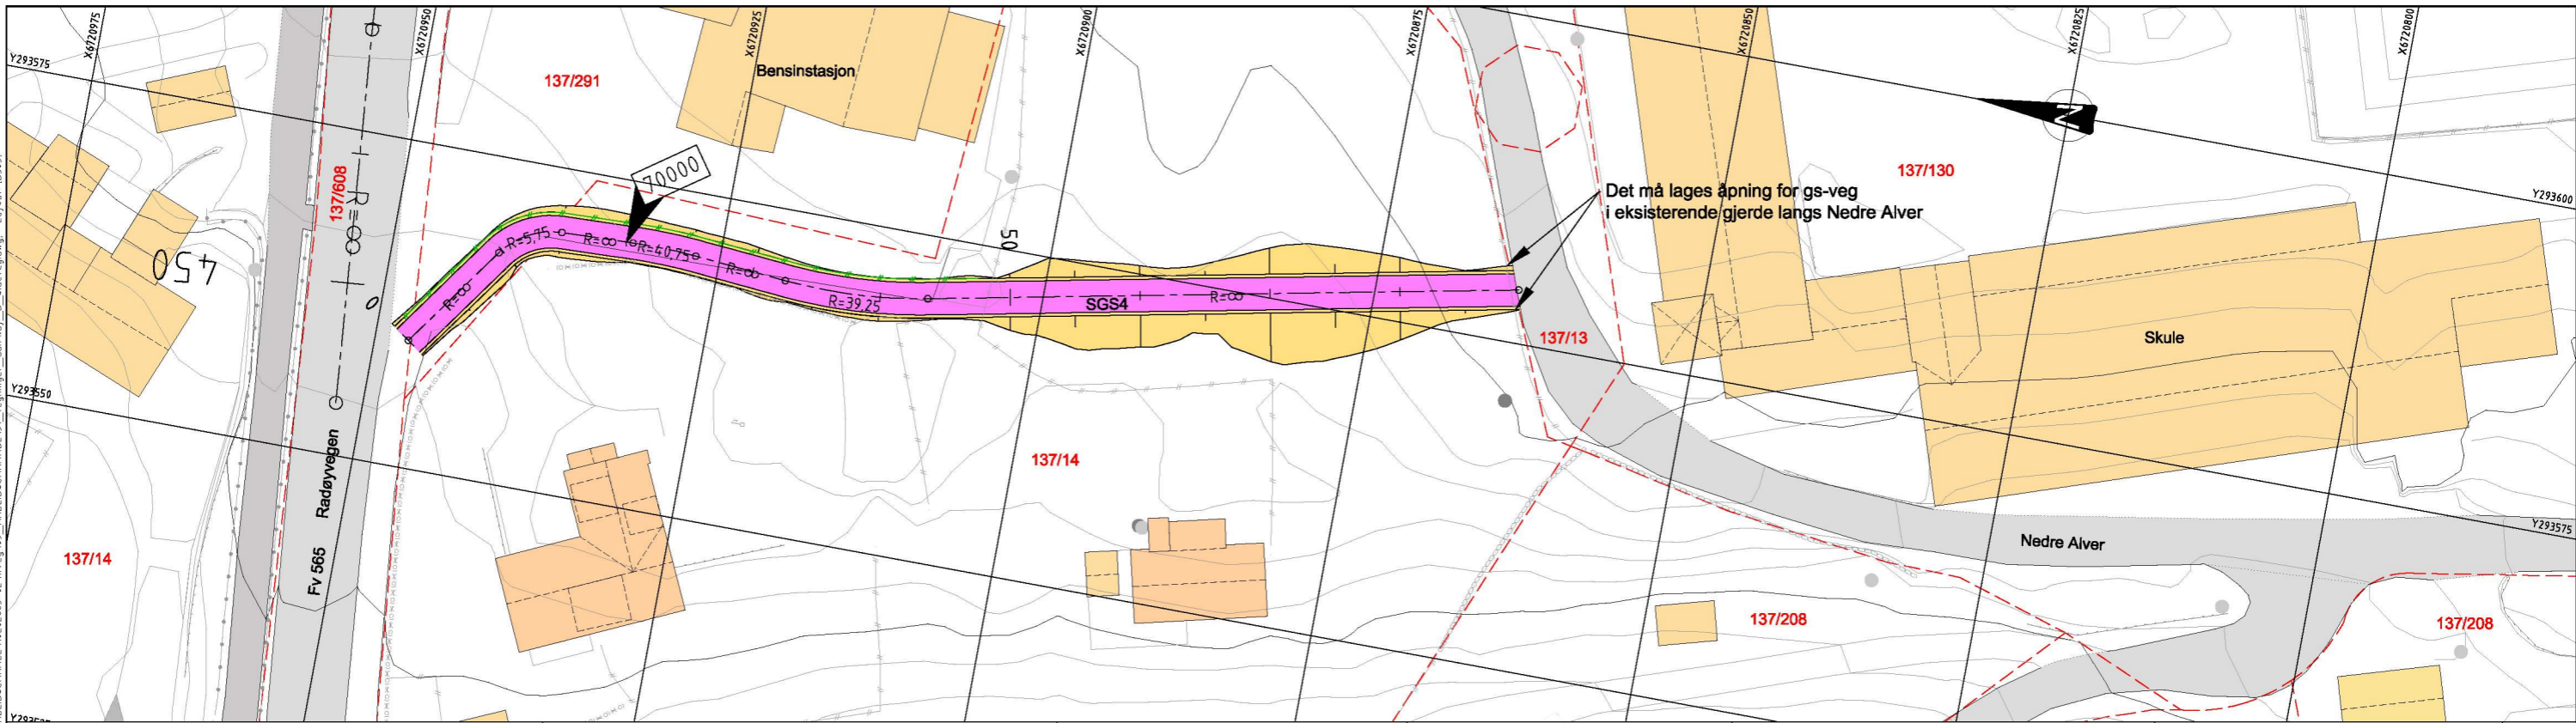 X6720975
X6720950
X6720925
X6720900
X6720875
X6720850
X6720825
X6720800
Y293575
Bensinstasjon
137/291
N
70000
137/608
R=∞
137/130
Det må lages åpning for gs-veg
i eksisterende gjerde langs Nedre Alver
Y293600
450
0
50
R=∞
R=5,75
R=∞
R=40,75
R=∞
R=39,25
SGS4
R=∞
137/13
Skule
Y293550
Fv 565 Radøyvegen
137/14
137/14
Y293575
Nedre Alver
137/208
137/208